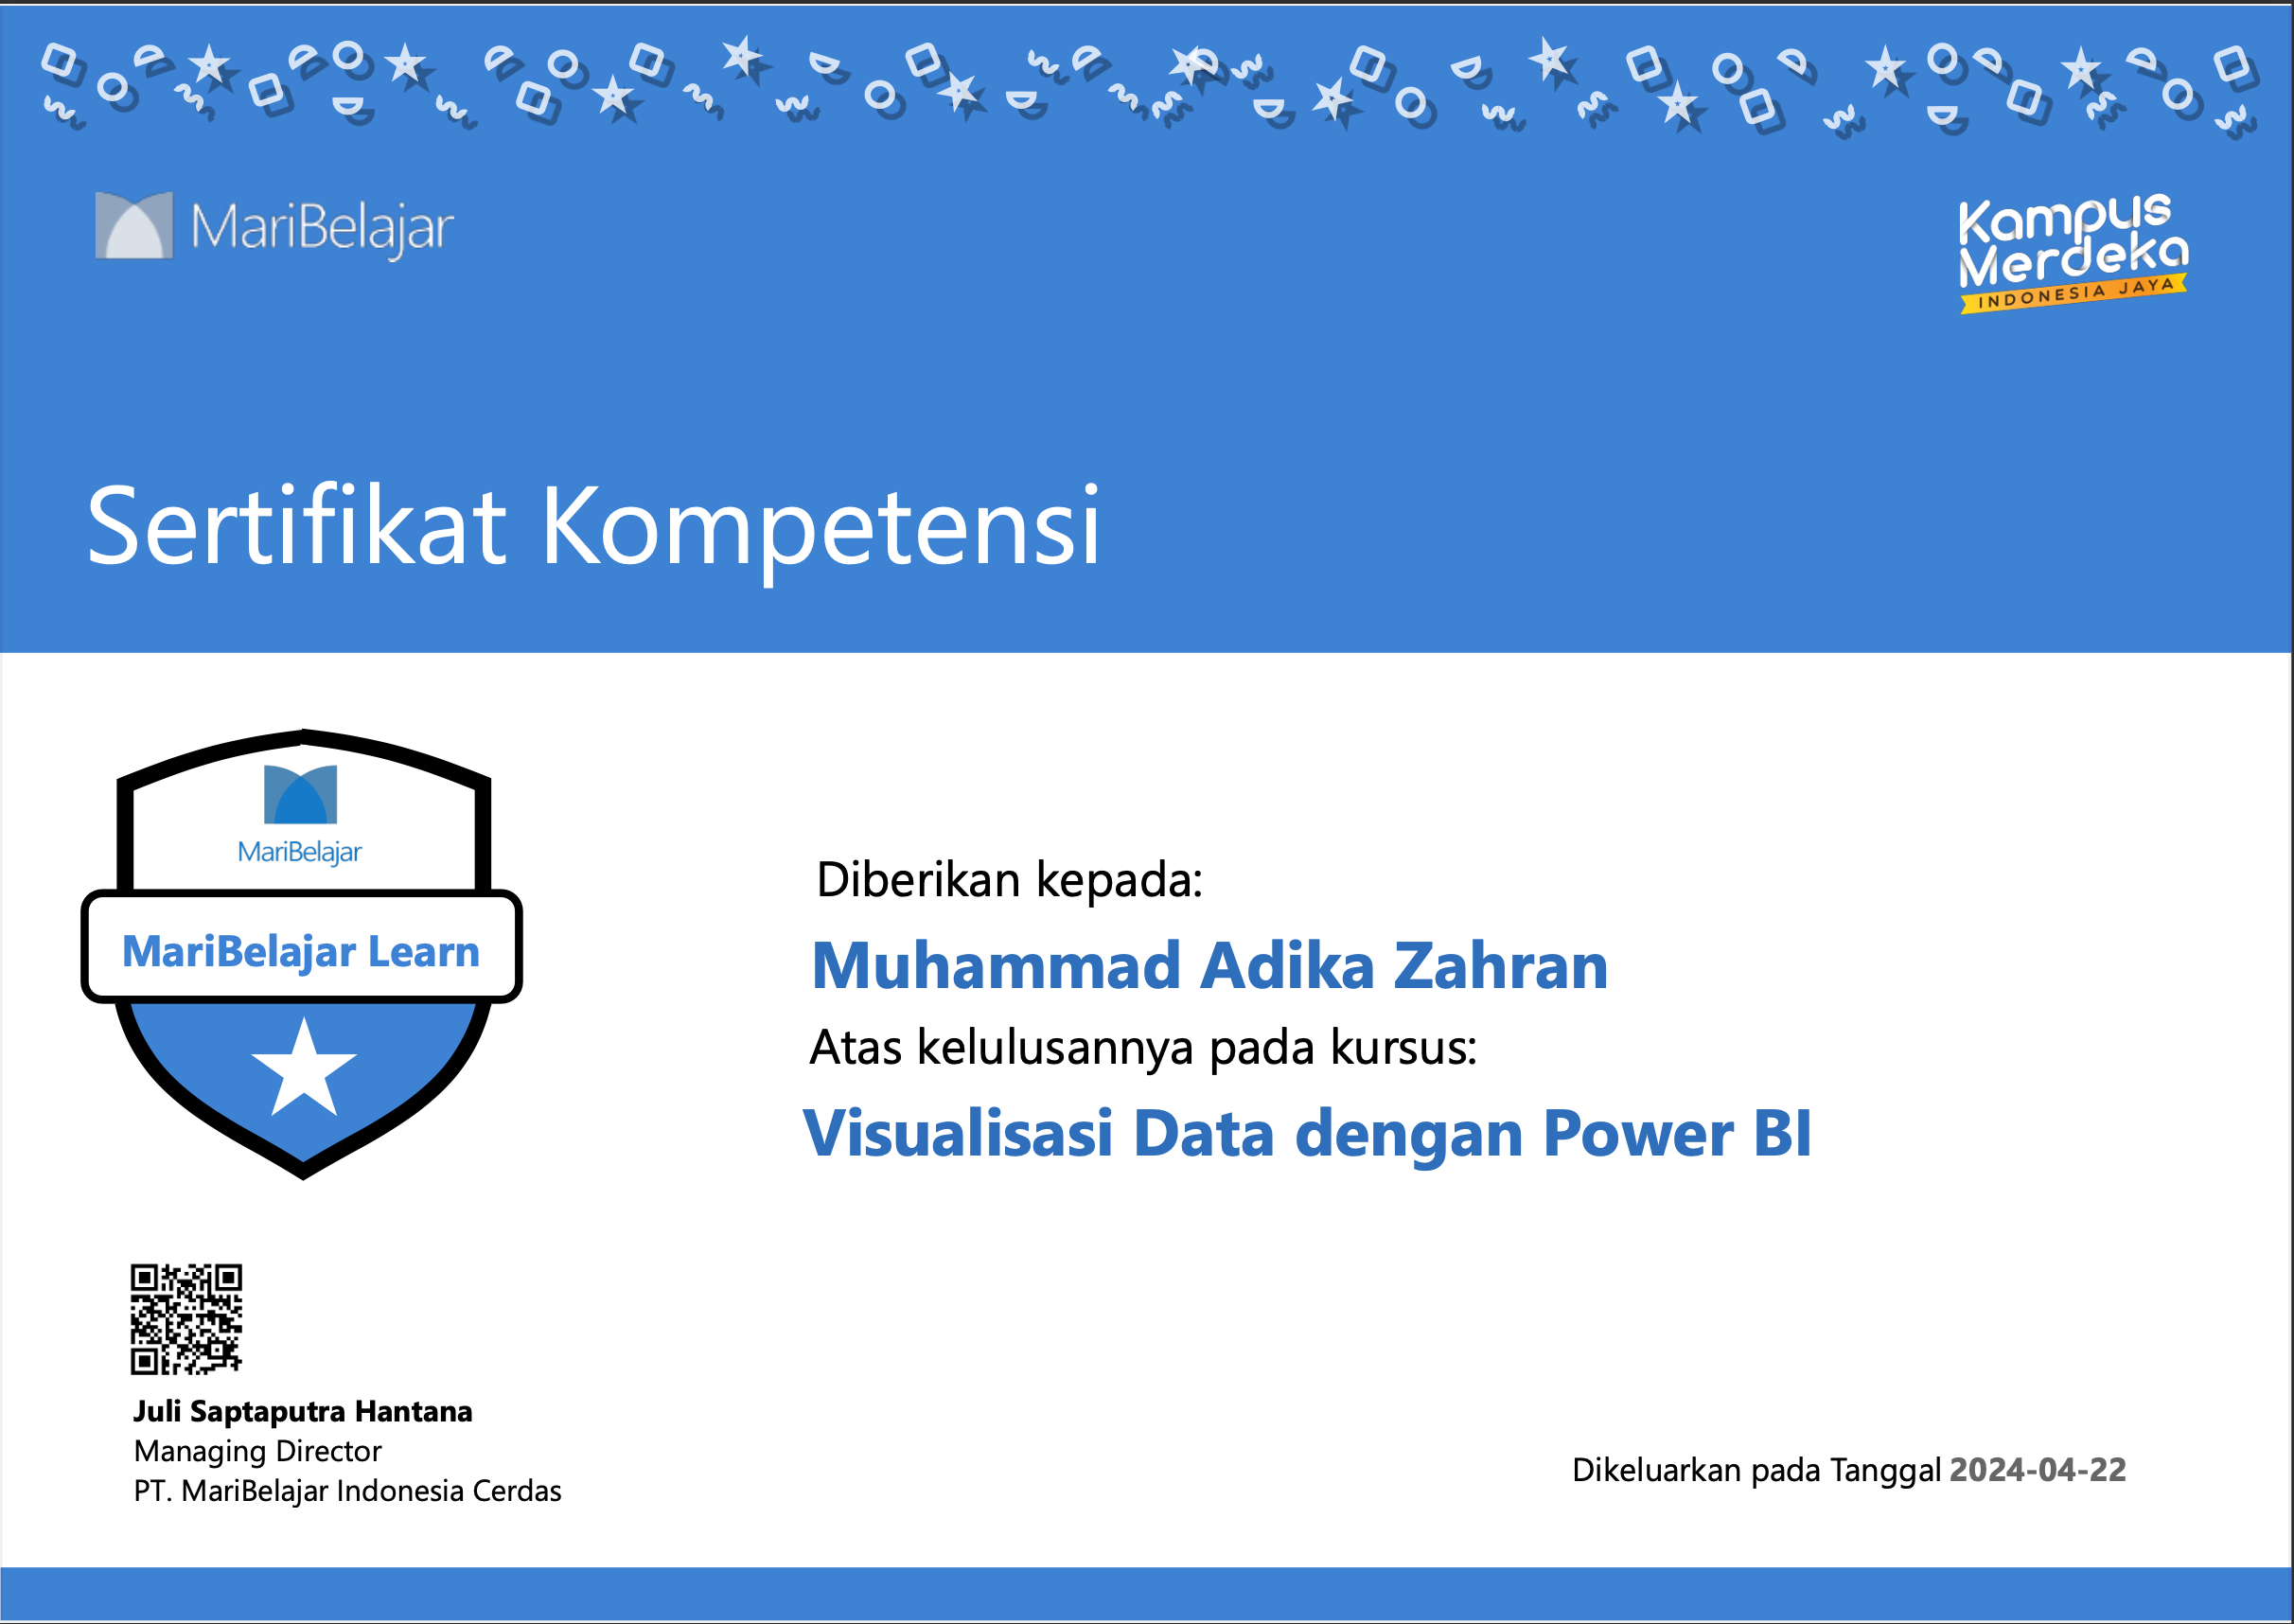 MariBelajar
Kampus
Merdeka
INDONESIA JAYA
Sertifikat Kompetensi
MariBelajar
MariBelajar Learn
Diberikan kepada:
Muhammad Adika Zahran
Atas kelulusannya pada kursus:
Visualisasi Data dengan Power BI
Juli Saptaputra Hantana
Managing Director
PT. MariBelajar Indonesia Cerdas
Dikeluarkan pada Tanggal 2024-04-22